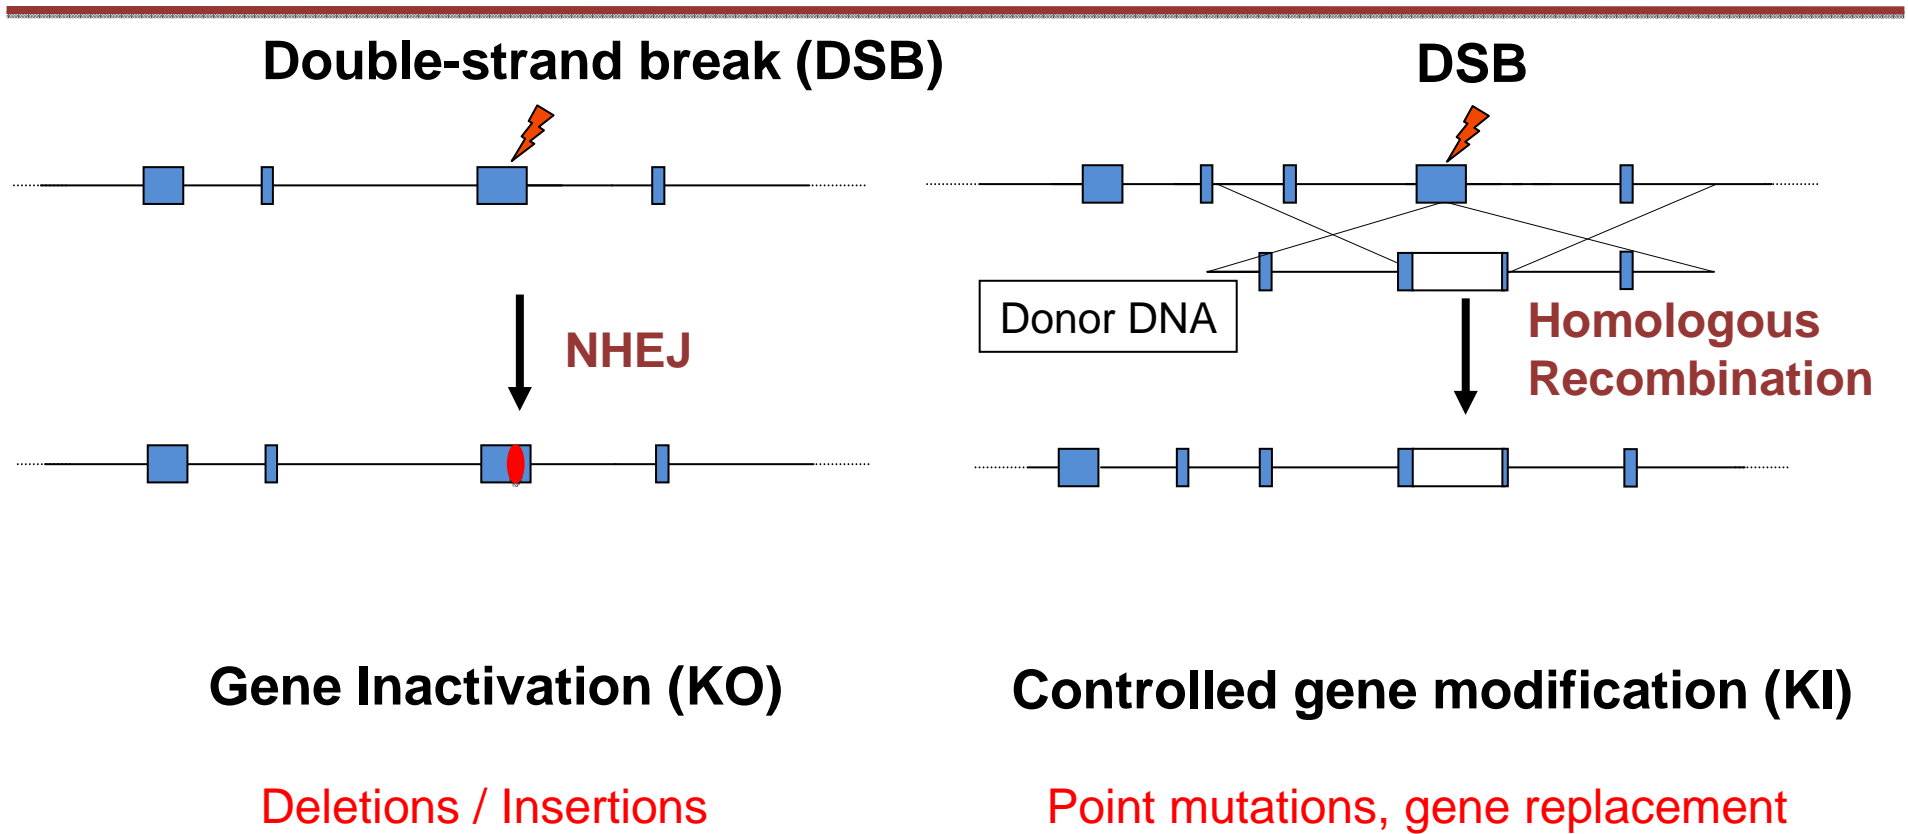 Double-strand break (DSB)
DSB
Donor DNA
NHEJ
Homologous
Recombination
Gene Inactivation (KO)
Controlled gene modification (KI)
Deletions / Insertions
Point mutations, gene replacement